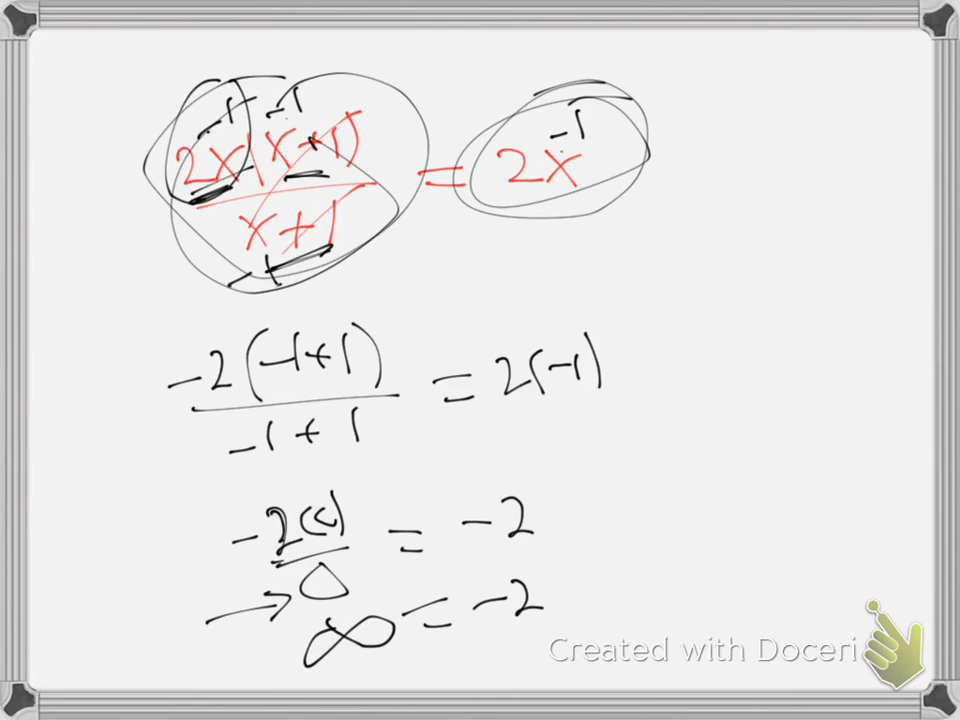 -1 -1
2x(x+1) = 2x -1
x+1
-1
-2(-1+1) = 2(-1)
-1+1
-2(0) = -2
0
→ ∞ = -2
Created with Doceri